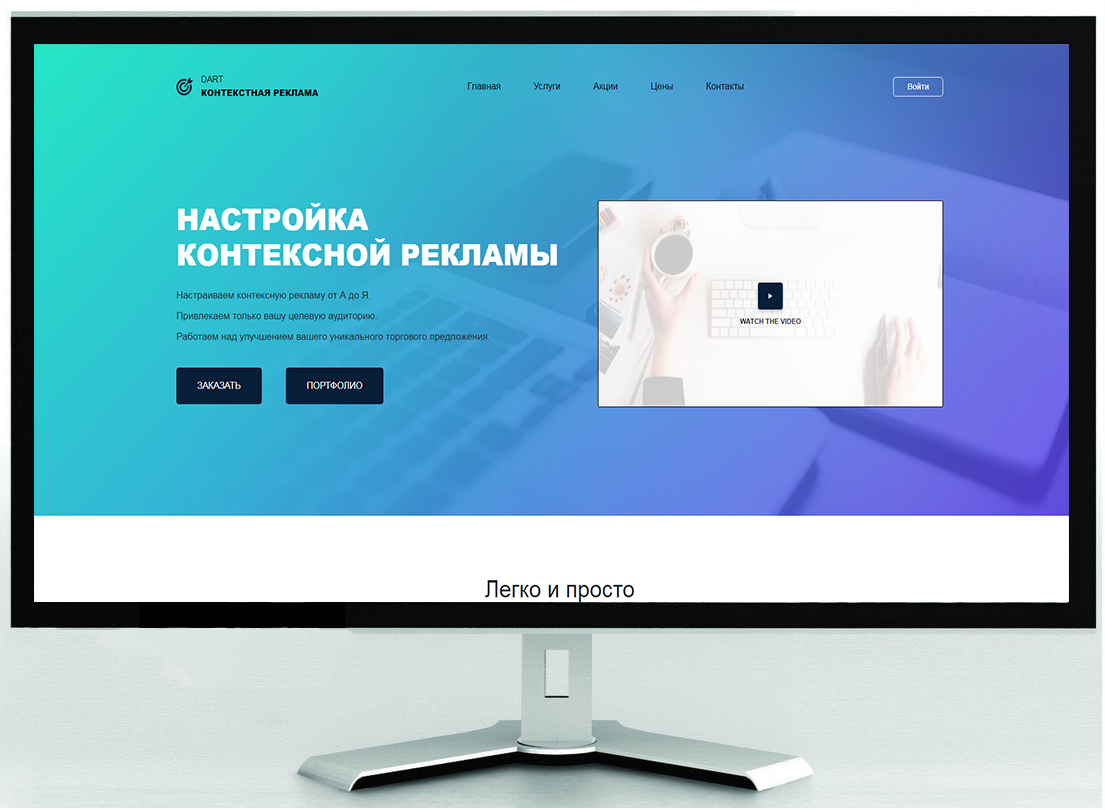 DART
КОНТЕКСТНАЯ РЕКЛАМА
Главная Услуги Акции Цены Контакты
Войти
НАСТРОЙКА
КОНТЕКСНОЙ РЕКЛАМЫ
Настраиваем контексную рекламу от А до Я.
Привлекаем только вашу целевую аудиторию.
Работаем над улучшением вашего уникального торгового предложения.
ЗАКАЗАТЬ ПОРТФОЛИО
WATCH THE VIDEO
Легко и просто